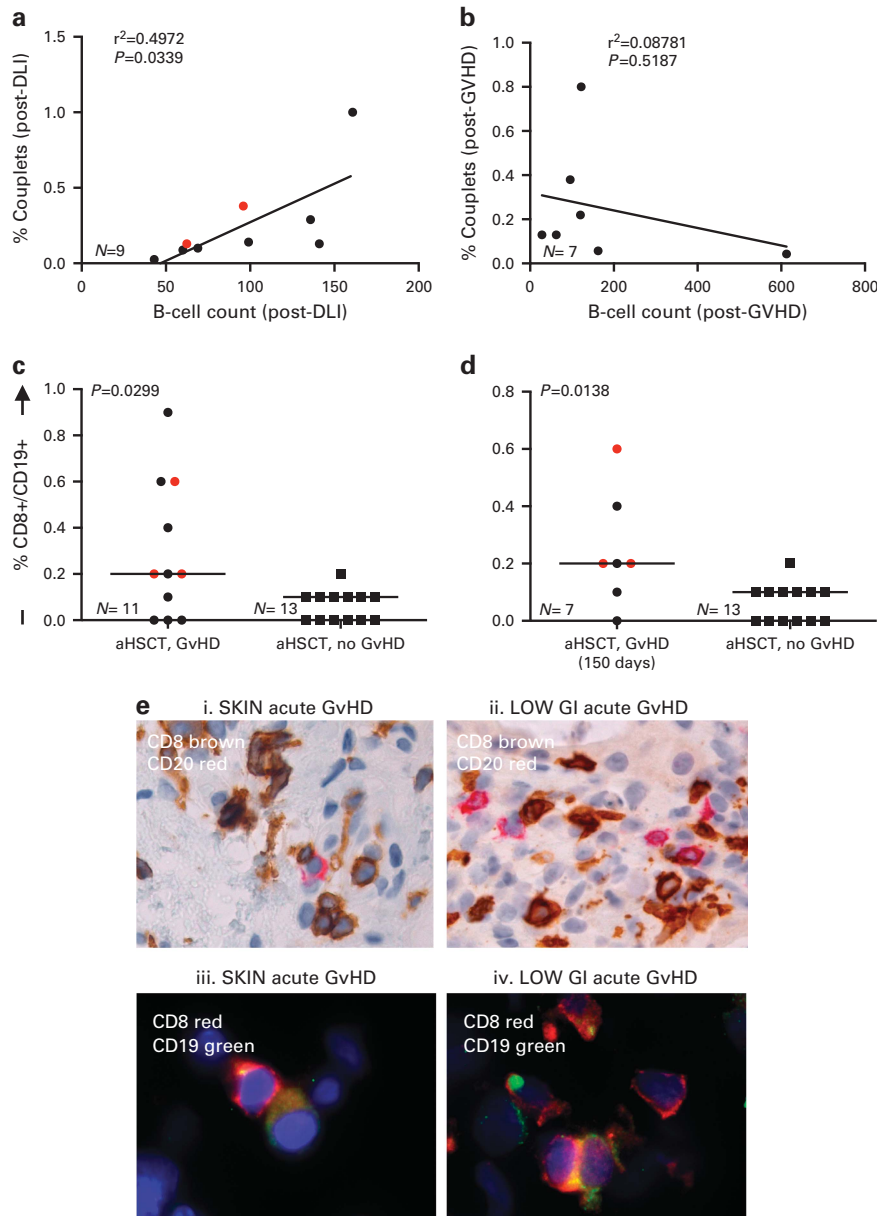 a
r²=0.4972
P=0.0339
% Couplets (post-DLI)
1.5
1.0
0.5
0.0
N=9
0
50
100
150
200
B-cell count (post-DLI)
b
r²=0.08781
P=0.5187
% Couplets (post-GVHD)
1.0
0.8
0.6
0.4
0.2
0.0
N= 7
0
200
400
600
800
B-cell count (post-GVHD)
c
P=0.0299
% CD8+/CD19+
1.0
0.8
0.6
0.4
0.2
0.0
N= 11
N= 13
aHSCT, GvHD
aHSCT, no GvHD
d
P=0.0138
0.8
0.6
0.4
0.2
0.0
N= 7
N= 13
aHSCT, GvHD
(150 days)
aHSCT, no GvHD
e
i. SKIN acute GvHD
CD8 brown
CD20 red
ii. LOW GI acute GvHD
CD8 brown
CD20 red
iii. SKIN acute GvHD
CD8 red
CD19 green
iv. LOW GI acute GvHD
CD8 red
CD19 green